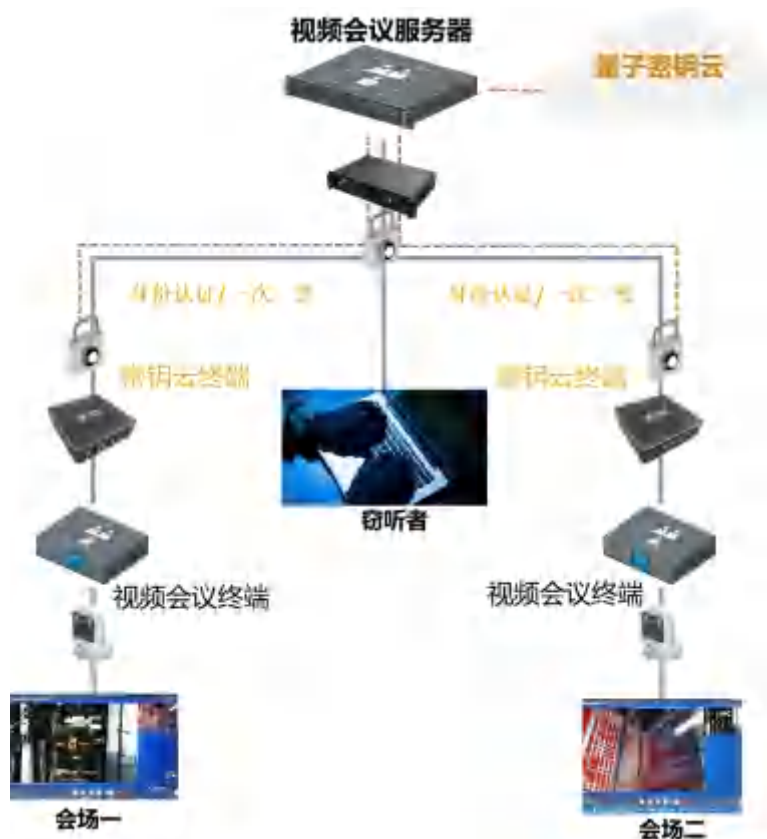 视频会议服务器
量子密钥云
身份认证/一次一密
身份认证/一次一密
密钥云终端
密钥云终端
窃听者
视频会议终端
视频会议终端
会场一
会场二